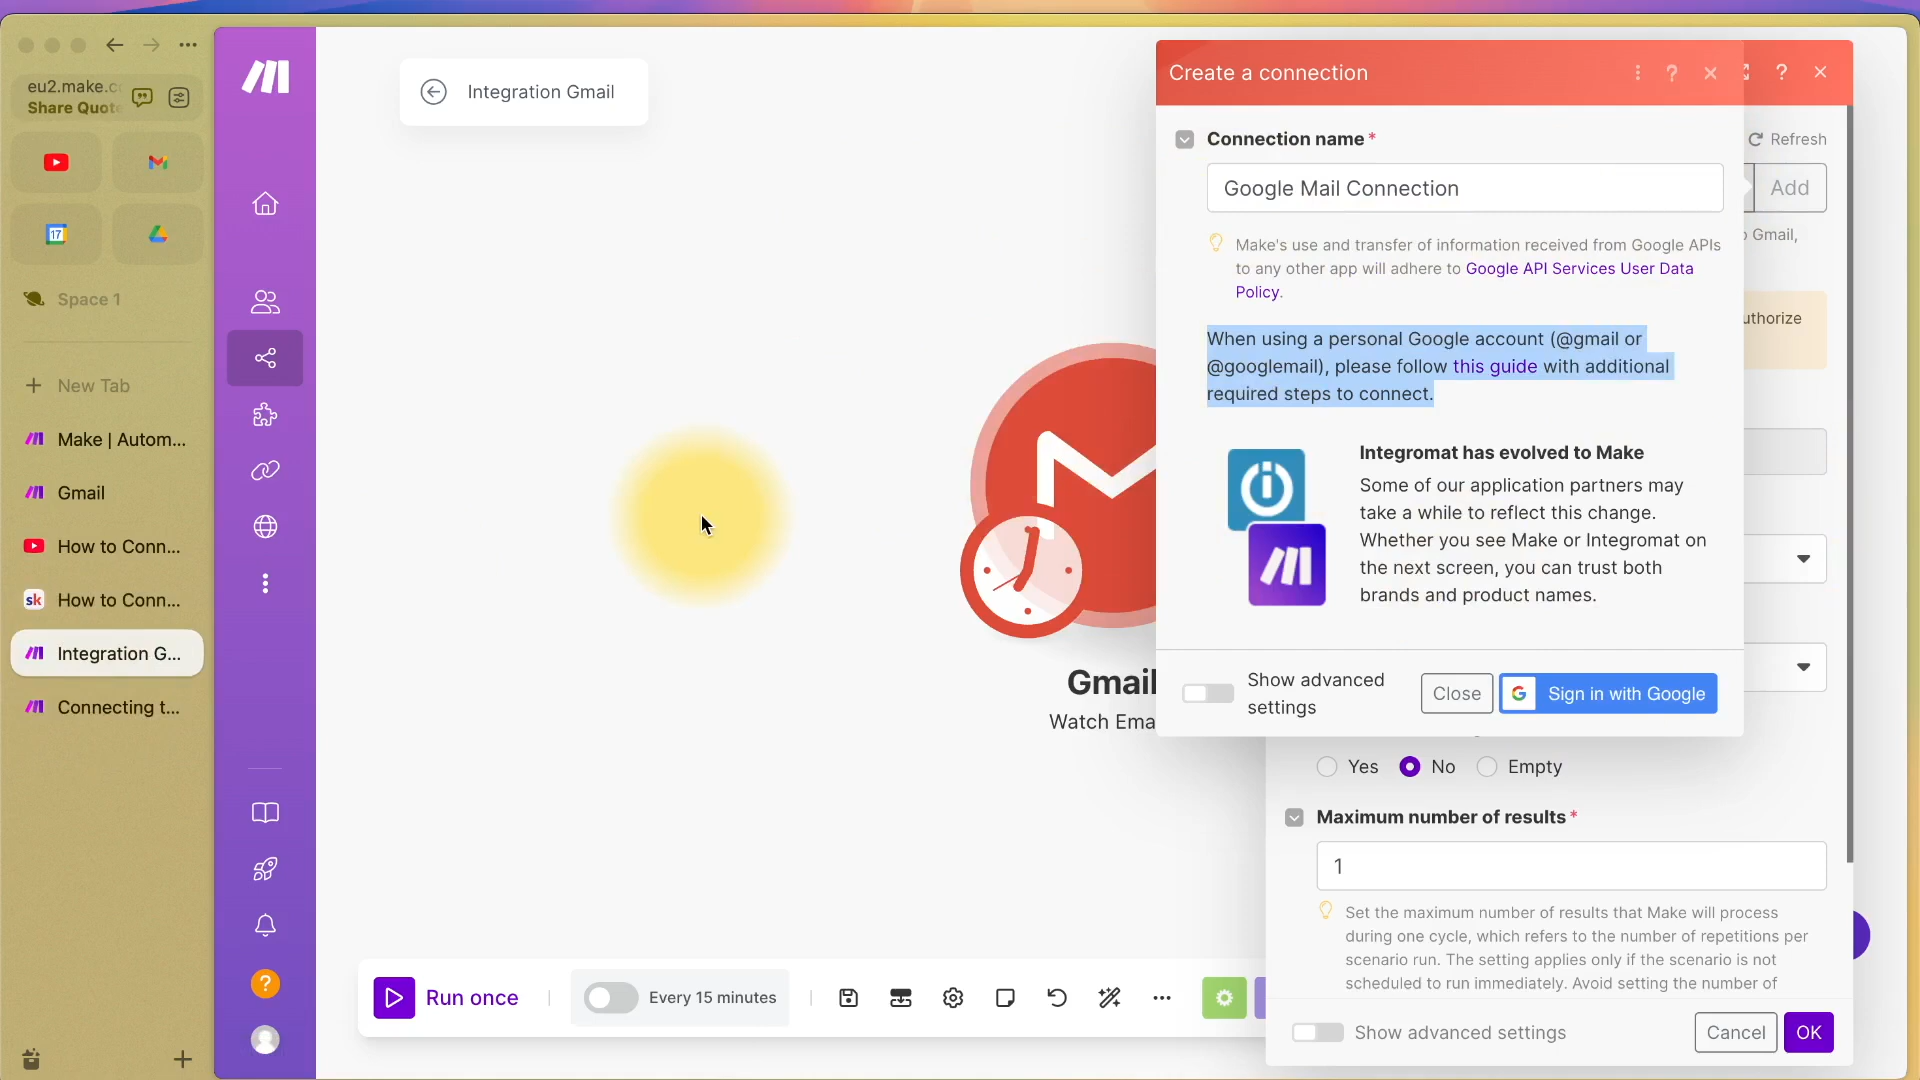 eu2.make.c
Share Quot
17
Space 1
New Tab
Make | Autom...
Gmail
How to Conn...
sk How to Conn...
Integration G...
Connecting t...
Integration Gmail
Gmail
Watch Ema
Run once
Every 15 minutes
Create a connection
Connection name *
Google Mail Connection
Make's use and transfer of information received from Google APIs
to any other app will adhere to Google API Services User Data
Policy.
When using a personal Google account (@gmail or
@googlemail), please follow this guide with additional
required steps to connect.
Integromat has evolved to Make
Some of our application partners may
take a while to reflect this change.
Whether you see Make or Integromat on
the next screen, you can trust both
brands and product names.
Show advanced
settings
Close
Sign in with Google
Refresh
Add
Gmail,
uthorize
Yes No Empty
Maximum number of results *
1
Set the maximum number of results that Make will process
during one cycle, which refers to the number of repetitions per
scenario run. The setting applies only if the scenario is not
scheduled to run immediately. Avoid setting the number of
Show advanced settings
Cancel
OK